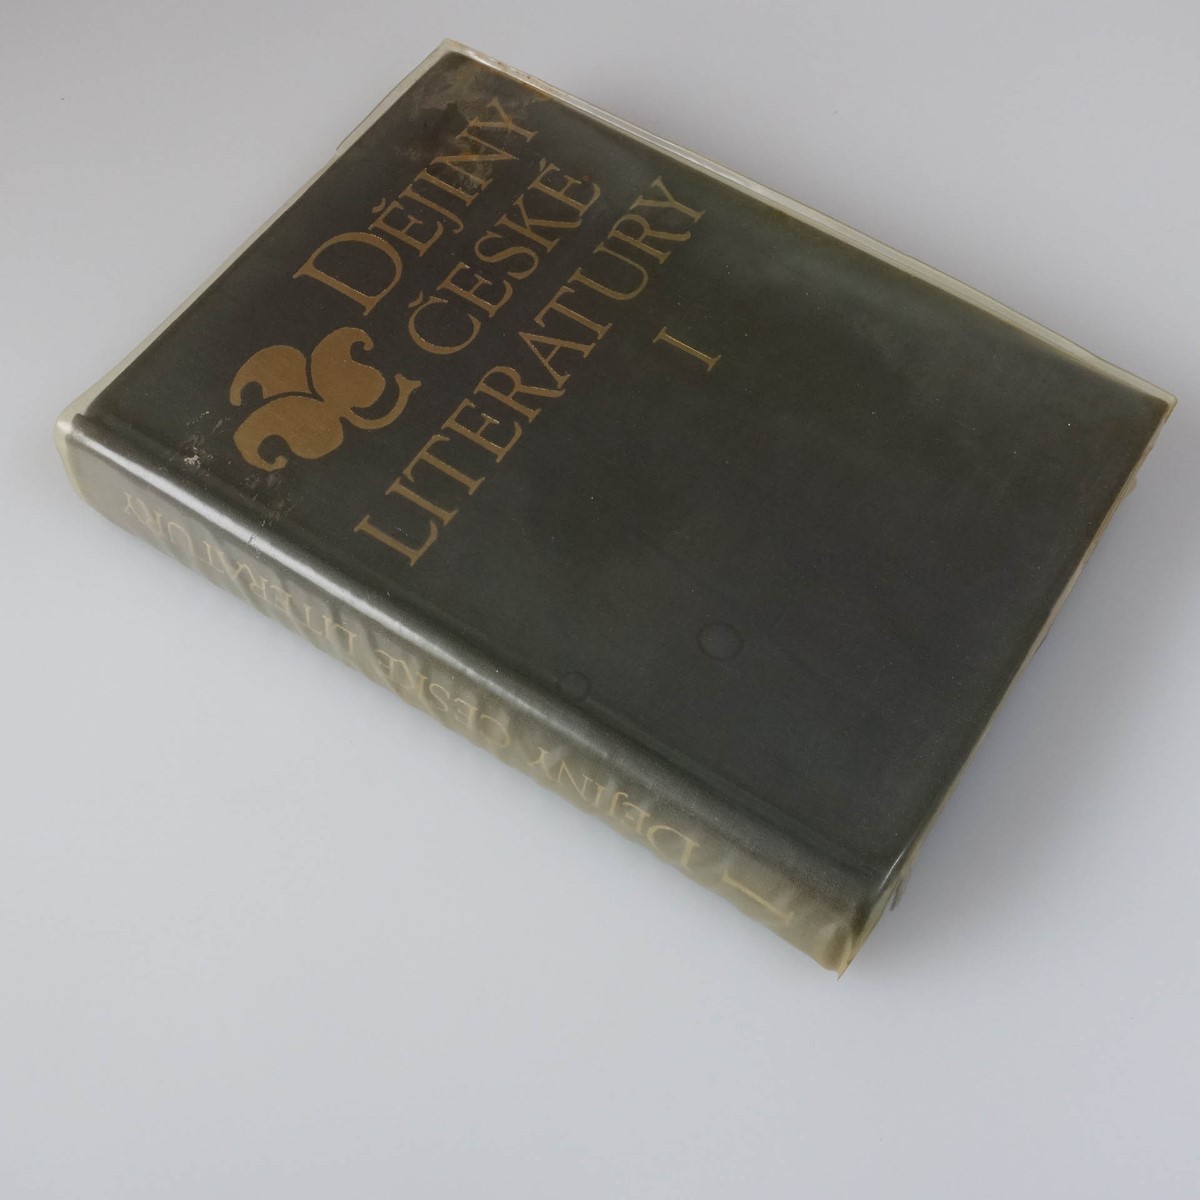 DĚJINY
ČESKÉ
LITERATURY
I
I DĚJINY ČESKÉ LITERATURY